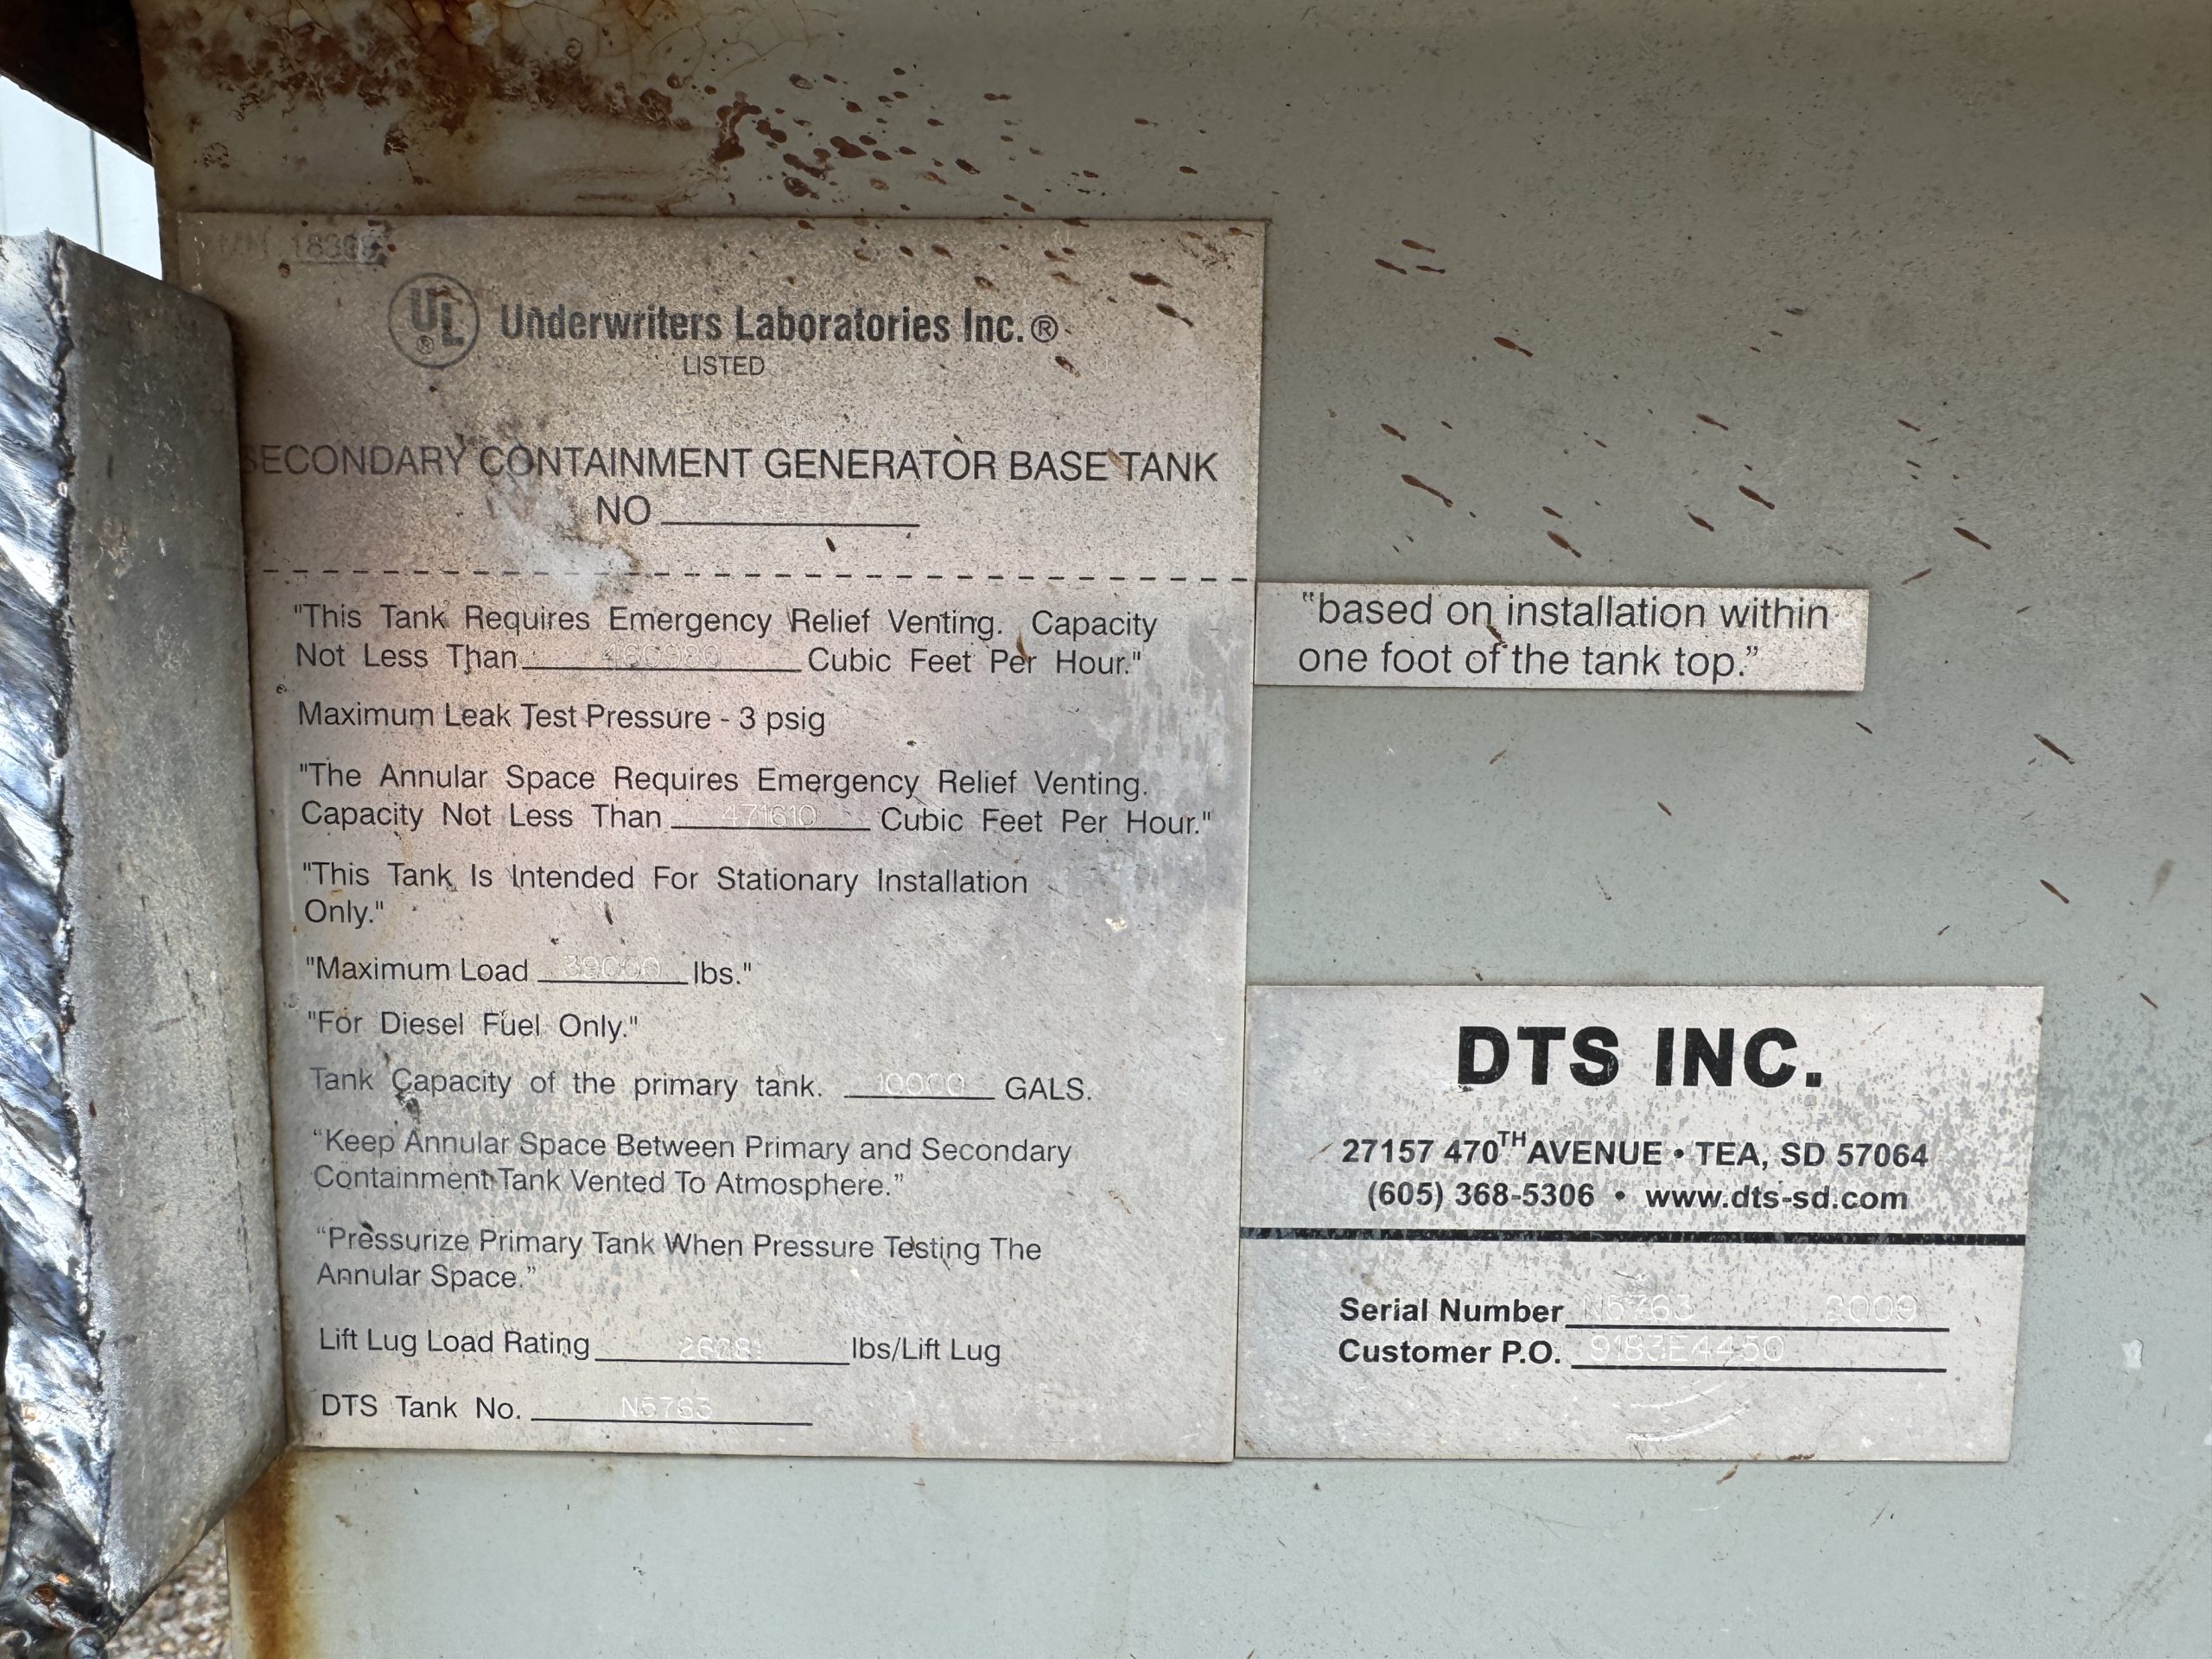 UL ® Underwriters Laboratories Inc.®
LISTED
SECONDARY CONTAINMENT GENERATOR BASE TANK
NO
"This Tank Requires Emergency Relief Venting. Capacity
Not Less Than Cubic Feet Per Hour."
"based on installation within
one foot of the tank top."
Maximum Leak Test Pressure - 3 psig
"The Annular Space Requires Emergency Relief Venting.
Capacity Not Less Than 471610 Cubic Feet Per Hour."
"This Tank Is Intended For Stationary Installation
Only."
"Maximum Load 39000 lbs."
"For Diesel Fuel Only."
Tank Capacity of the primary tank. 10000 GALS.
"Keep Annular Space Between Primary and Secondary
Containment Tank Vented To Atmosphere."
"Pressurize Primary Tank When Pressure Testing The
Annular Space."
Lift Lug Load Rating lbs/Lift Lug
DTS Tank No. N5763
DTS INC.
27157 470TH AVENUE • TEA, SD 57064
(605) 368-5306 • www.dts-sd.com
Serial Number N5763 2009
Customer P.O. 9183E4450